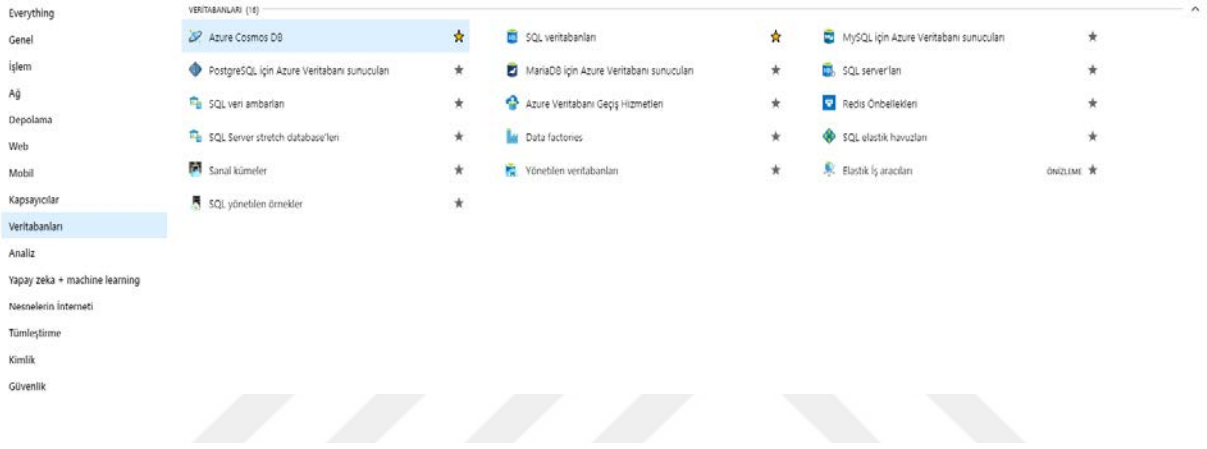 Everything
Genel
İşlem
Ağ
Depolama
Web
Mobil
Kapsayıcılar
Veritabanları
Analiz
Yapay zeka + machine learning
Nesnelerin İnterneti
Tümleştirme
Kimlik
Güvenlik
VERİTABANLARI (16)
Azure Cosmos DB
SQL veritabanları
MySQL için Azure Veritabanı sunucuları
PostgreSQL için Azure Veritabanı sunucuları
MariaDB için Azure Veritabanı sunucuları
SQL server'ları
SQL veri ambarları
Azure Veritabanı Geçiş Hizmetleri
Redis Önbellekleri
SQL Server stretch database'leri
Data factories
SQL elastik havuzları
Sanal kümeler
Yönetilen veritabanları
Elastik İş aracıları ÖNİZLEME
SQL yönetilen örnekler